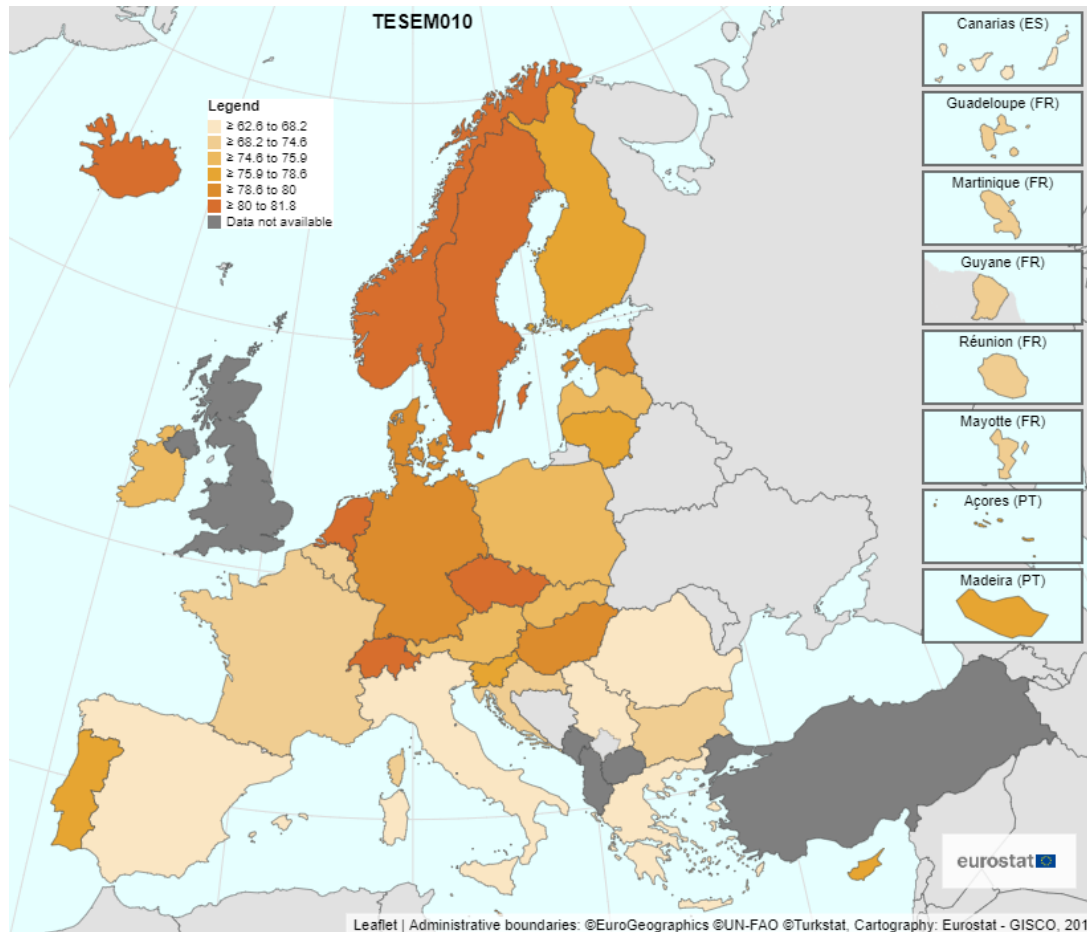 TESEM010
Legend
≥ 62.6 to 68.2
≥ 68.2 to 74.6
≥ 74.6 to 75.9
≥ 75.9 to 78.6
≥ 78.6 to 80
≥ 80 to 81.8
Data not available
Canarias (ES)
Guadeloupe (FR)
Martinique (FR)
Guyane (FR)
Réunion (FR)
Mayotte (FR)
Açores (PT)
Madeira (PT)
eurostat
Leaflet | Administrative boundaries: ©EuroGeographics ©UN-FAO ©Turkstat, Cartography: Eurostat - GISCO, 201